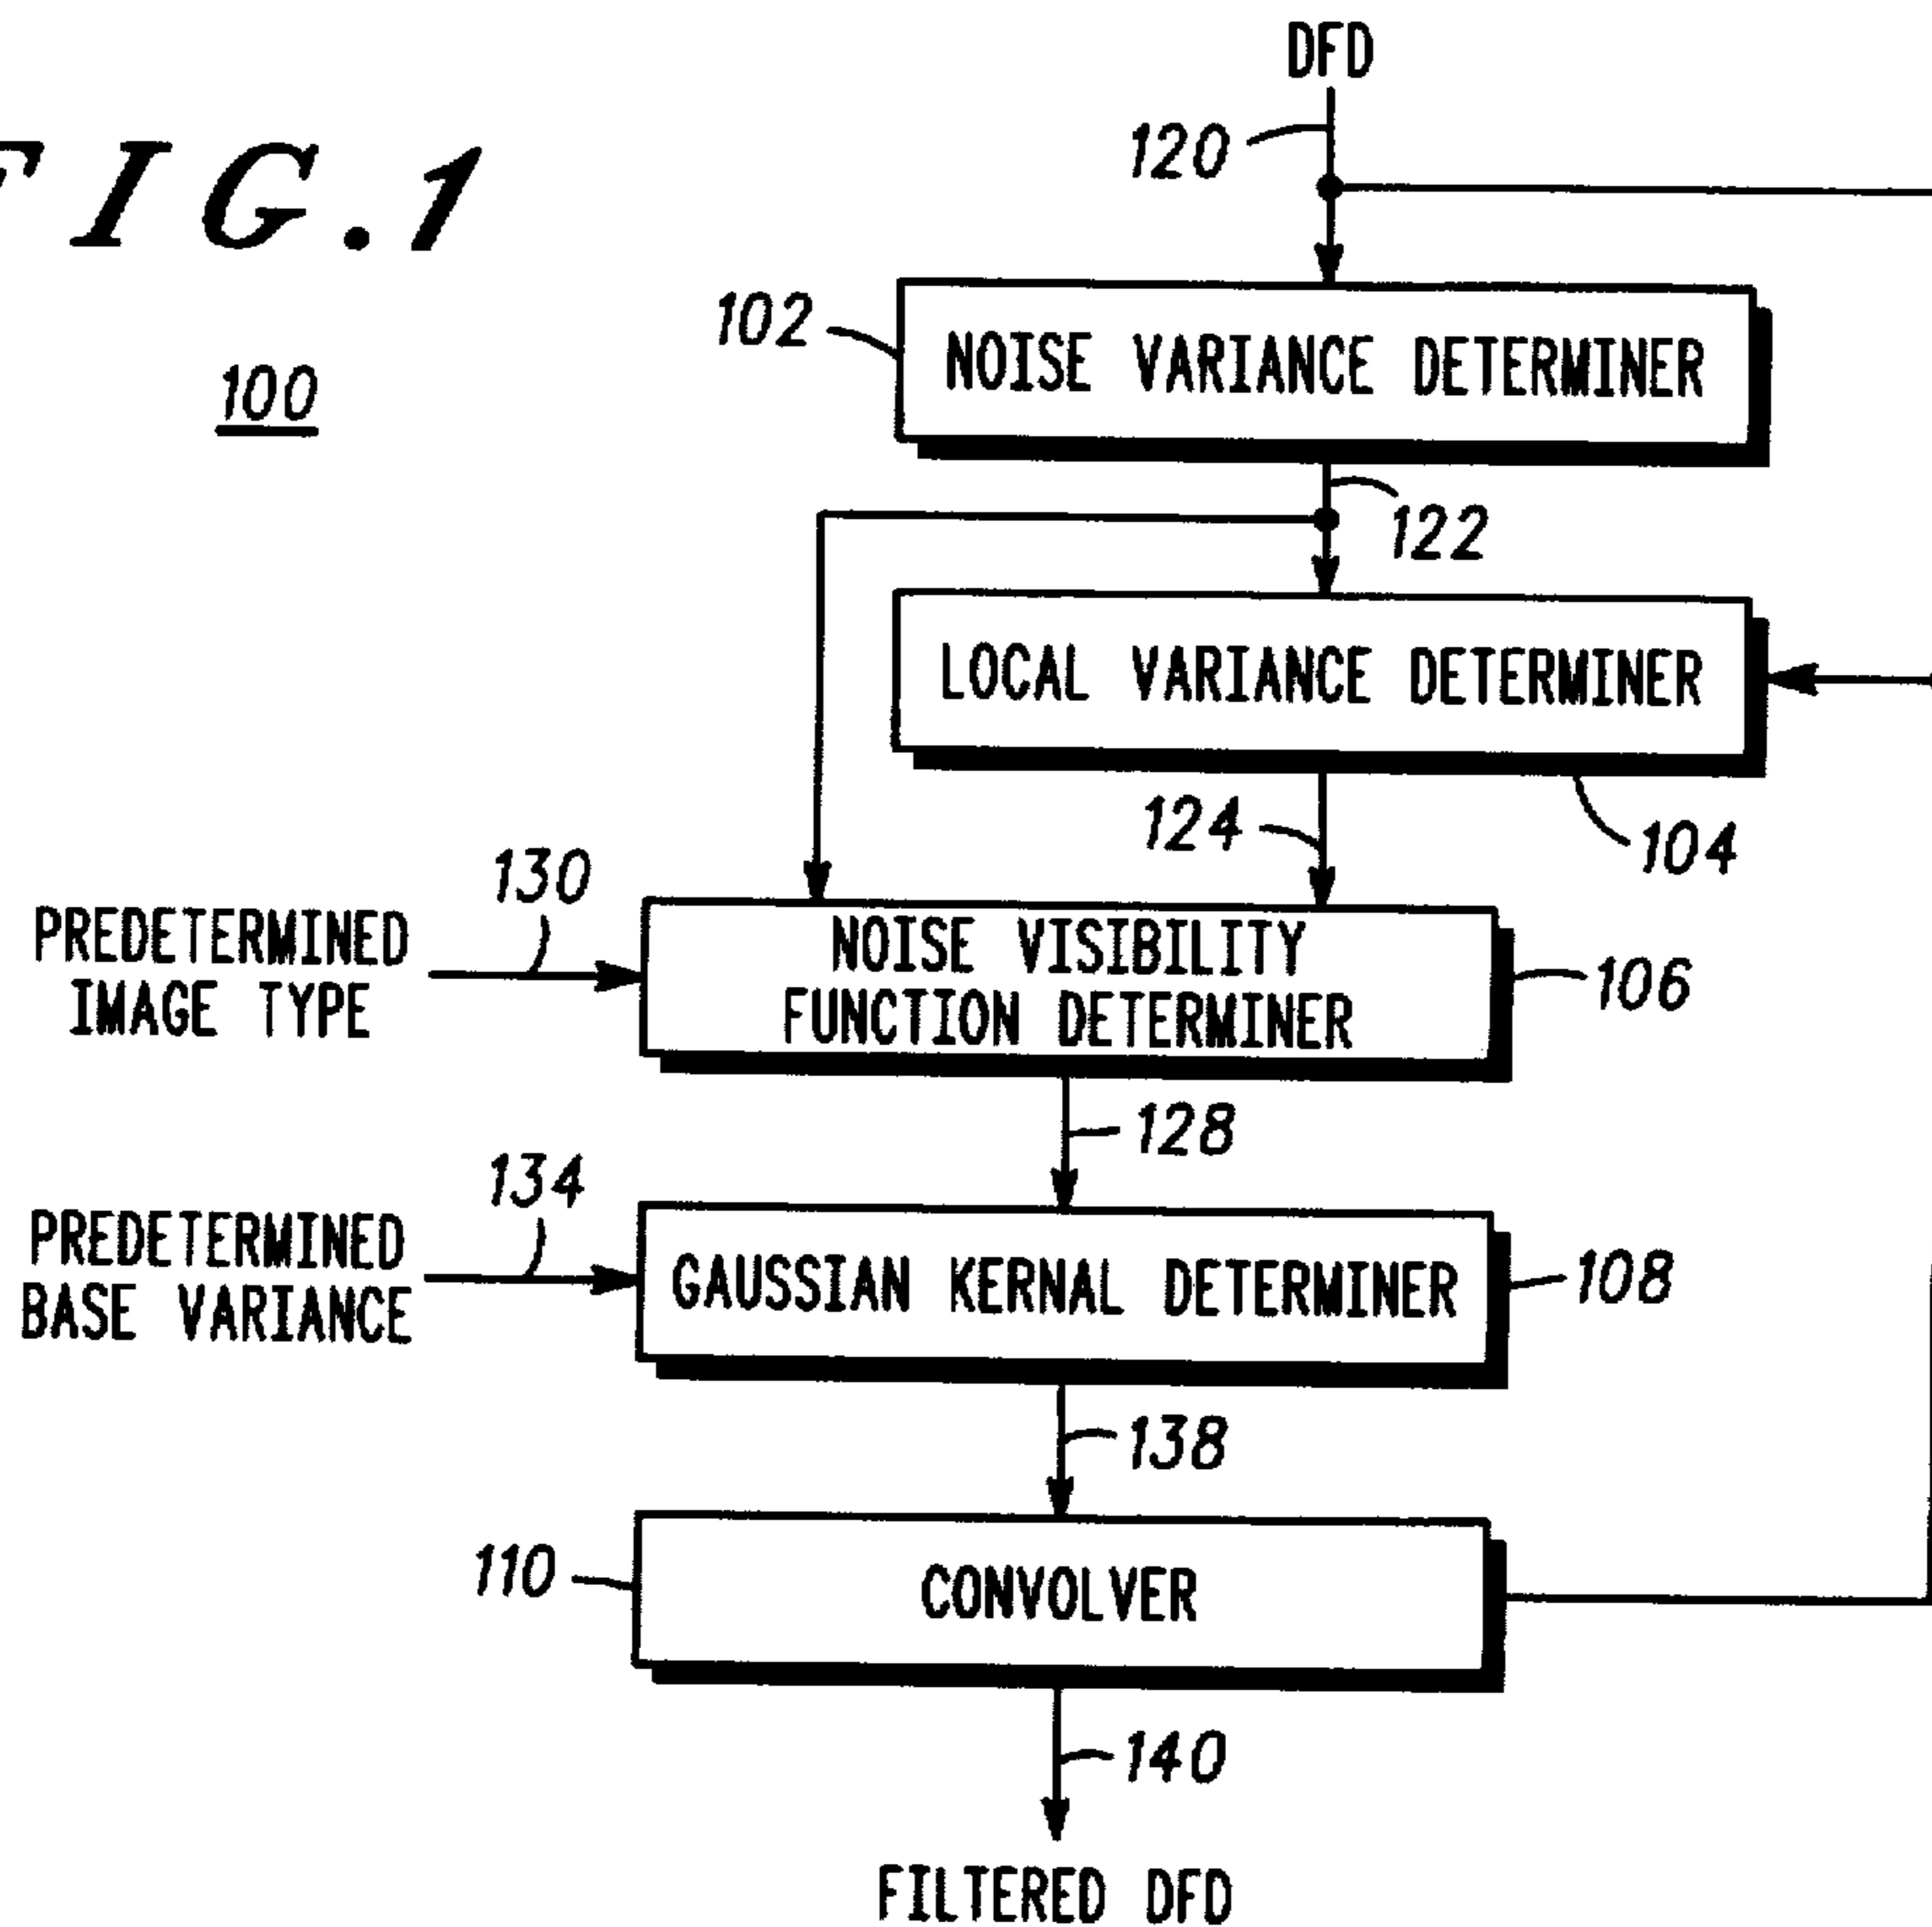 DFD
120
FIG.1
102
NOISE VARIANCE DETERMINER
100
122
LOCAL VARIANCE DETERMINER
124
104
130
PREDETERMINED
IMAGE TYPE
NOISE VISIBILITY
FUNCTION DETERMINER
106
128
134
PREDETERMINED
BASE VARIANCE
GAUSSIAN KERNAL DETERMINER
108
138
110
CONVOLVER
140
FILTERED DFD